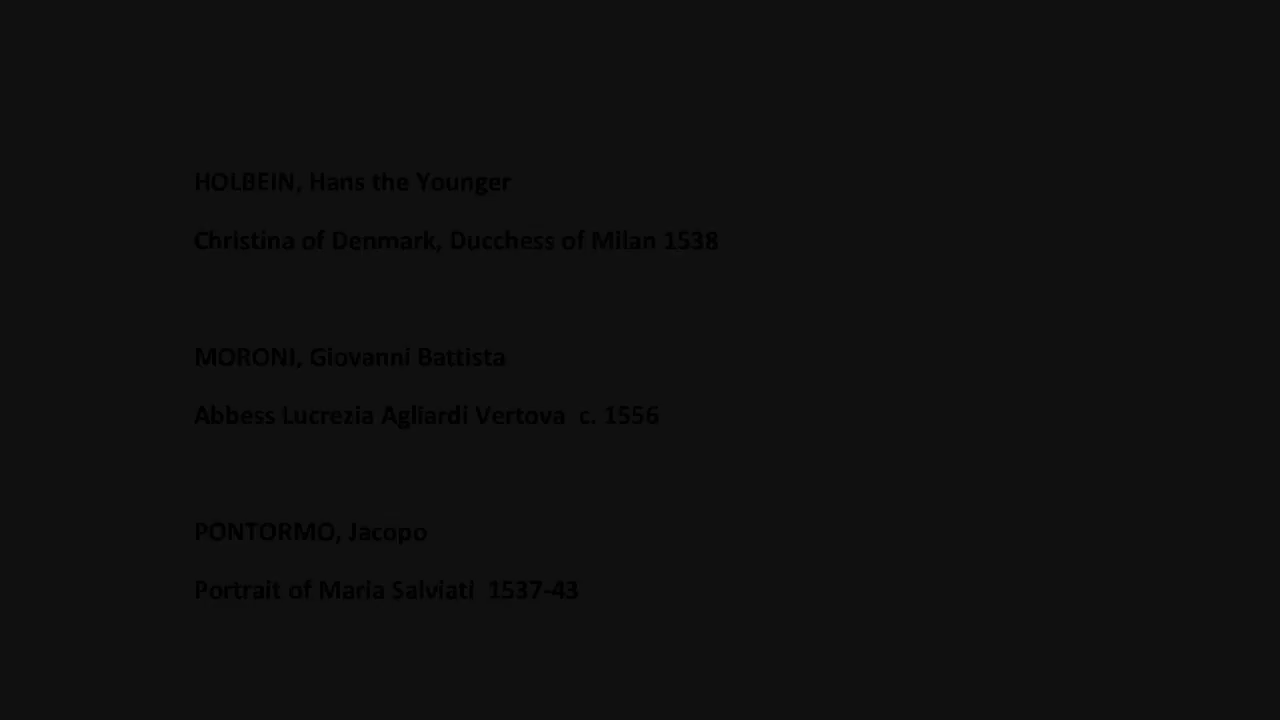 HOLBEIN, Hans the Younger
Christina of Denmark, Ducchess of Milan 1538
MORONI, Giovanni Battista
Abbess Lucrezia Agliardi Vertova  c. 1556
PONTORMO, Jacopo
Portrait of Maria Salviati  1537-43